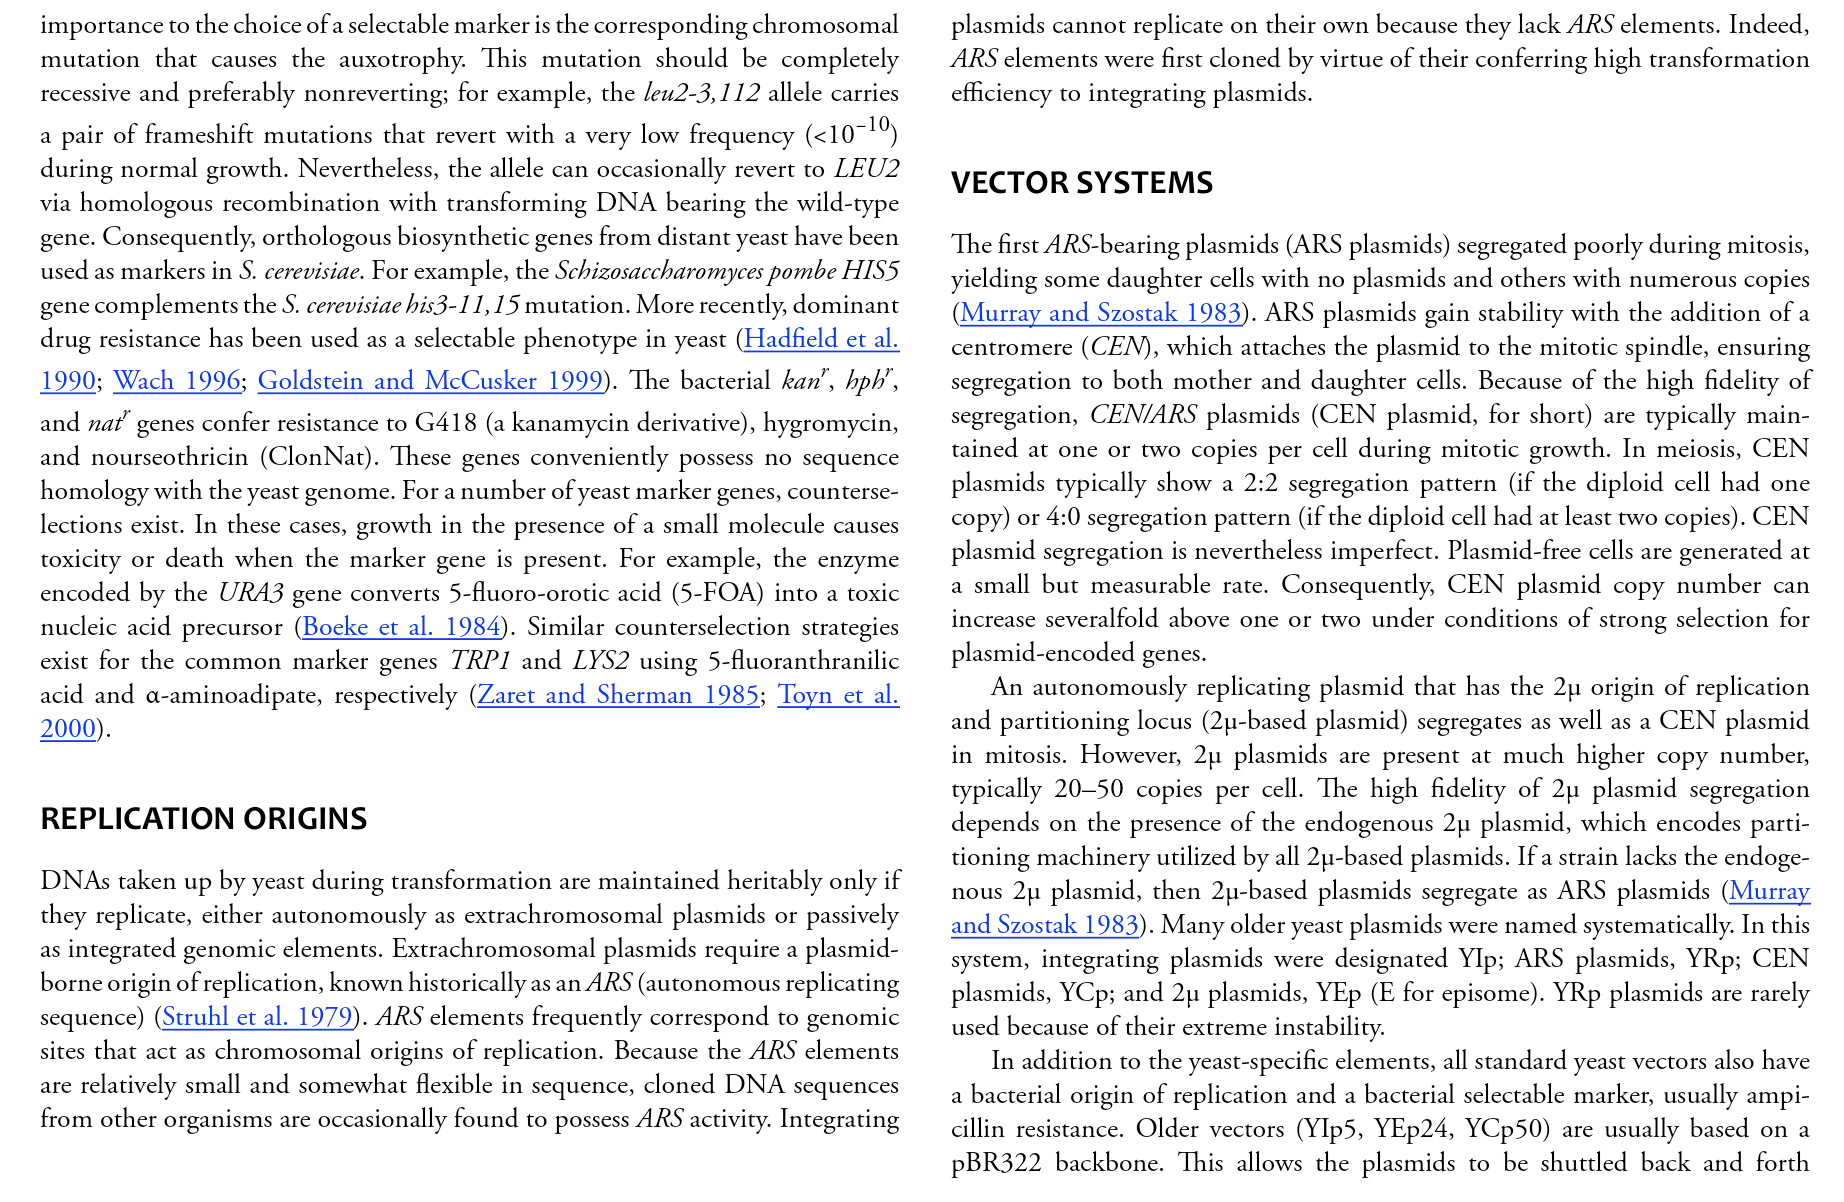 importance to the choice of a selectable marker is the corresponding chromosomal
mutation that causes the auxotrophy. This mutation should be completely
recessive and preferably nonreverting; for example, the leu2-3,112 allele carries
a pair of frameshift mutations that revert with a very low frequency (<10⁻¹⁰)
during normal growth. Nevertheless, the allele can occasionally revert to LEU2
via homologous recombination with transforming DNA bearing the wild-type
gene. Consequently, orthologous biosynthetic genes from distant yeast have been
used as markers in S. cerevisiae. For example, the Schizosaccharomyces pombe HIS5
gene complements the S. cerevisiae his3-11,15 mutation. More recently, dominant
drug resistance has been used as a selectable phenotype in yeast (Hadfield et al.
1990; Wach 1996; Goldstein and McCusker 1999). The bacterial kanʳ, hphʳ,
and natʳ genes confer resistance to G418 (a kanamycin derivative), hygromycin,
and nourseothricin (ClonNat). These genes conveniently possess no sequence
homology with the yeast genome. For a number of yeast marker genes, counterse-
lections exist. In these cases, growth in the presence of a small molecule causes
toxicity or death when the marker gene is present. For example, the enzyme
encoded by the URA3 gene converts 5-fluoro-orotic acid (5-FOA) into a toxic
nucleic acid precursor (Boeke et al. 1984). Similar counterselection strategies
exist for the common marker genes TRP1 and LYS2 using 5-fluoranthranilic
acid and α-aminoadipate, respectively (Zaret and Sherman 1985; Toyn et al.
2000).
REPLICATION ORIGINS
DNAs taken up by yeast during transformation are maintained heritably only if
they replicate, either autonomously as extrachromosomal plasmids or passively
as integrated genomic elements. Extrachromosomal plasmids require a plasmid-
borne origin of replication, known historically as an ARS (autonomous replicating
sequence) (Struhl et al. 1979). ARS elements frequently correspond to genomic
sites that act as chromosomal origins of replication. Because the ARS elements
are relatively small and somewhat flexible in sequence, cloned DNA sequences
from other organisms are occasionally found to possess ARS activity. Integrating
plasmids cannot replicate on their own because they lack ARS elements. Indeed,
ARS elements were first cloned by virtue of their conferring high transformation
efficiency to integrating plasmids.
VECTOR SYSTEMS
The first ARS-bearing plasmids (ARS plasmids) segregated poorly during mitosis,
yielding some daughter cells with no plasmids and others with numerous copies
(Murray and Szostak 1983). ARS plasmids gain stability with the addition of a
centromere (CEN), which attaches the plasmid to the mitotic spindle, ensuring
segregation to both mother and daughter cells. Because of the high fidelity of
segregation, CEN/ARS plasmids (CEN plasmid, for short) are typically main-
tained at one or two copies per cell during mitotic growth. In meiosis, CEN
plasmids typically show a 2:2 segregation pattern (if the diploid cell had one
copy) or 4:0 segregation pattern (if the diploid cell had at least two copies). CEN
plasmid segregation is nevertheless imperfect. Plasmid-free cells are generated at
a small but measurable rate. Consequently, CEN plasmid copy number can
increase severalfold above one or two under conditions of strong selection for
plasmid-encoded genes.
An autonomously replicating plasmid that has the 2μ origin of replication
and partitioning locus (2μ-based plasmid) segregates as well as a CEN plasmid
in mitosis. However, 2μ plasmids are present at much higher copy number,
typically 20–50 copies per cell. The high fidelity of 2μ plasmid segregation
depends on the presence of the endogenous 2μ plasmid, which encodes parti-
tioning machinery utilized by all 2μ-based plasmids. If a strain lacks the endoge-
nous 2μ plasmid, then 2μ-based plasmids segregate as ARS plasmids (Murray
and Szostak 1983). Many older yeast plasmids were named systematically. In this
system, integrating plasmids were designated YIp; ARS plasmids, YRp; CEN
plasmids, YCp; and 2μ plasmids, YEp (E for episome). YRp plasmids are rarely
used because of their extreme instability.
In addition to the yeast-specific elements, all standard yeast vectors also have
a bacterial origin of replication and a bacterial selectable marker, usually ampi-
cillin resistance. Older vectors (YIp5, YEp24, YCp50) are usually based on a
pBR322 backbone. This allows the plasmids to be shuttled back and forth